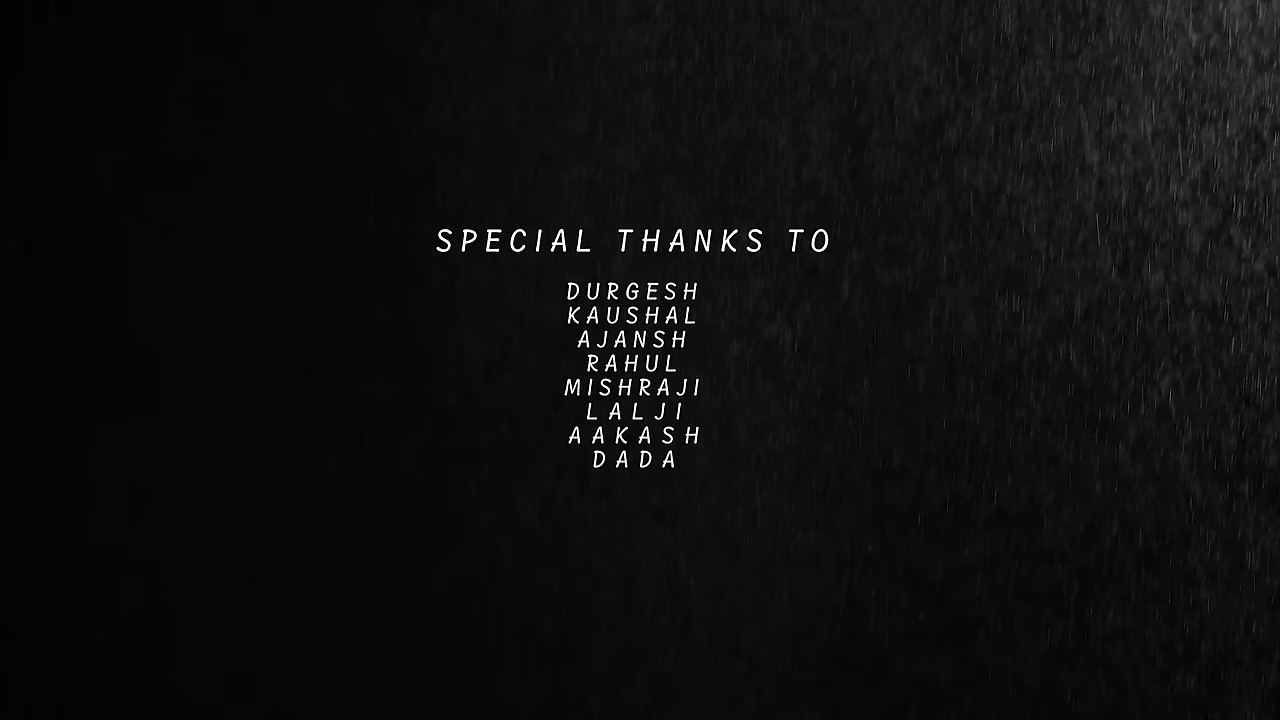 SPECIAL THANKS TO
DURGESH
KAUSHAL
AJANSH
RAHUL
MISHRAJI
LALJI
AAKASH
DADA